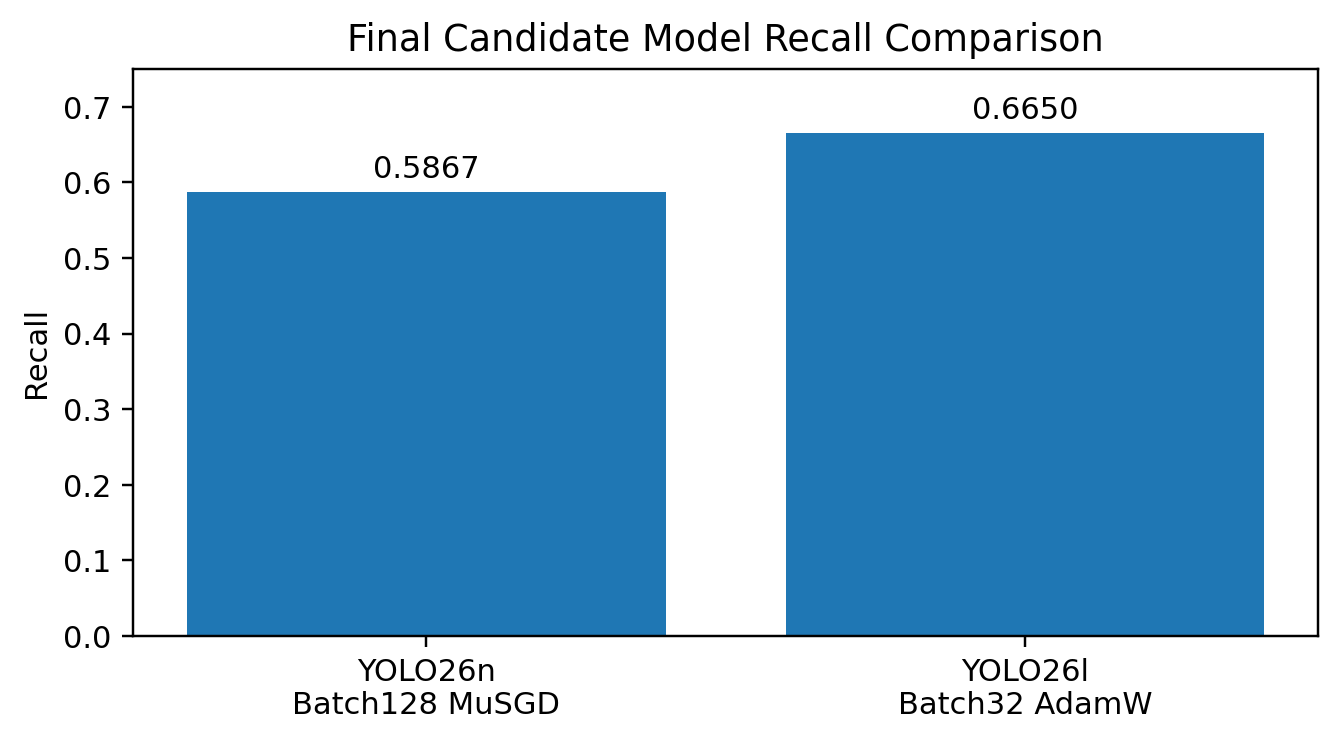 Final Candidate Model Recall Comparison
0.7
0.6
0.5
0.4
0.3
0.2
0.1
0.0
Recall
0.5867
0.6650
YOLO26n
Batch128 MuSGD
YOLO26l
Batch32 AdamW